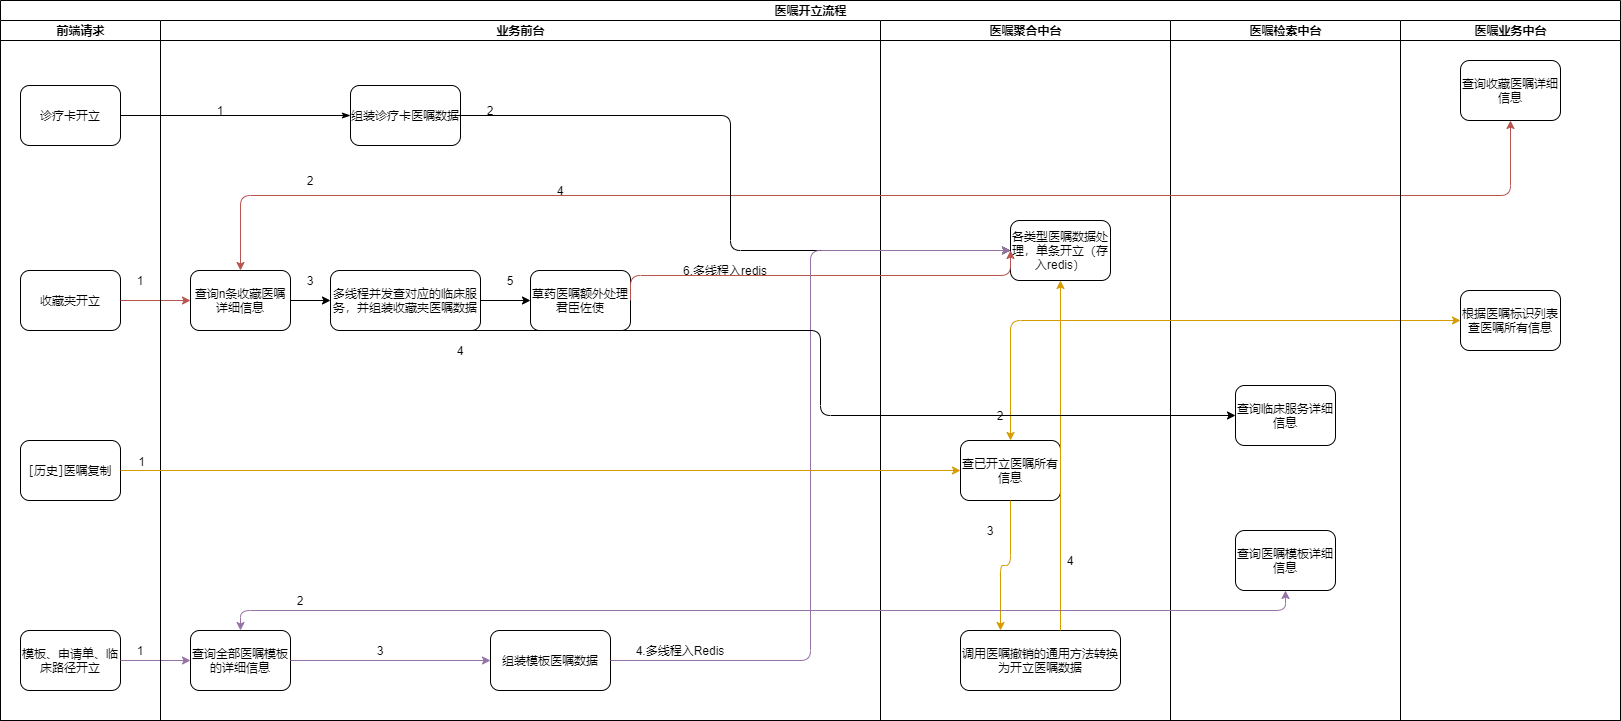 医嘱开立流程
前端请求
业务前台
医嘱聚合中台
医嘱检索中台
医嘱业务中台
诊疗卡开立
1
组装诊疗卡医嘱数据
2
查询收藏医嘱详细
信息
2
4
各类型医嘱数据处
理，单条开立（存
入redis）
收藏夹开立
1
查询n条收藏医嘱
详细信息
3
多线程并发查对应的临床服
务，并组装收藏夹医嘱数据
5
草药医嘱额外处理
君臣佐使
6.多线程入redis
4
根据医嘱标识列表
查医嘱所有信息
2
查询临床服务详细
信息
[历史]医嘱复制
1
查已开立医嘱所有
信息
3
4
查询医嘱模板详细
信息
2
模板、申请单、临
床路径开立
1
查询全部医嘱模板
的详细信息
3
组装模板医嘱数据
4.多线程入Redis
调用医嘱撤销的通用方法转换
为开立医嘱数据